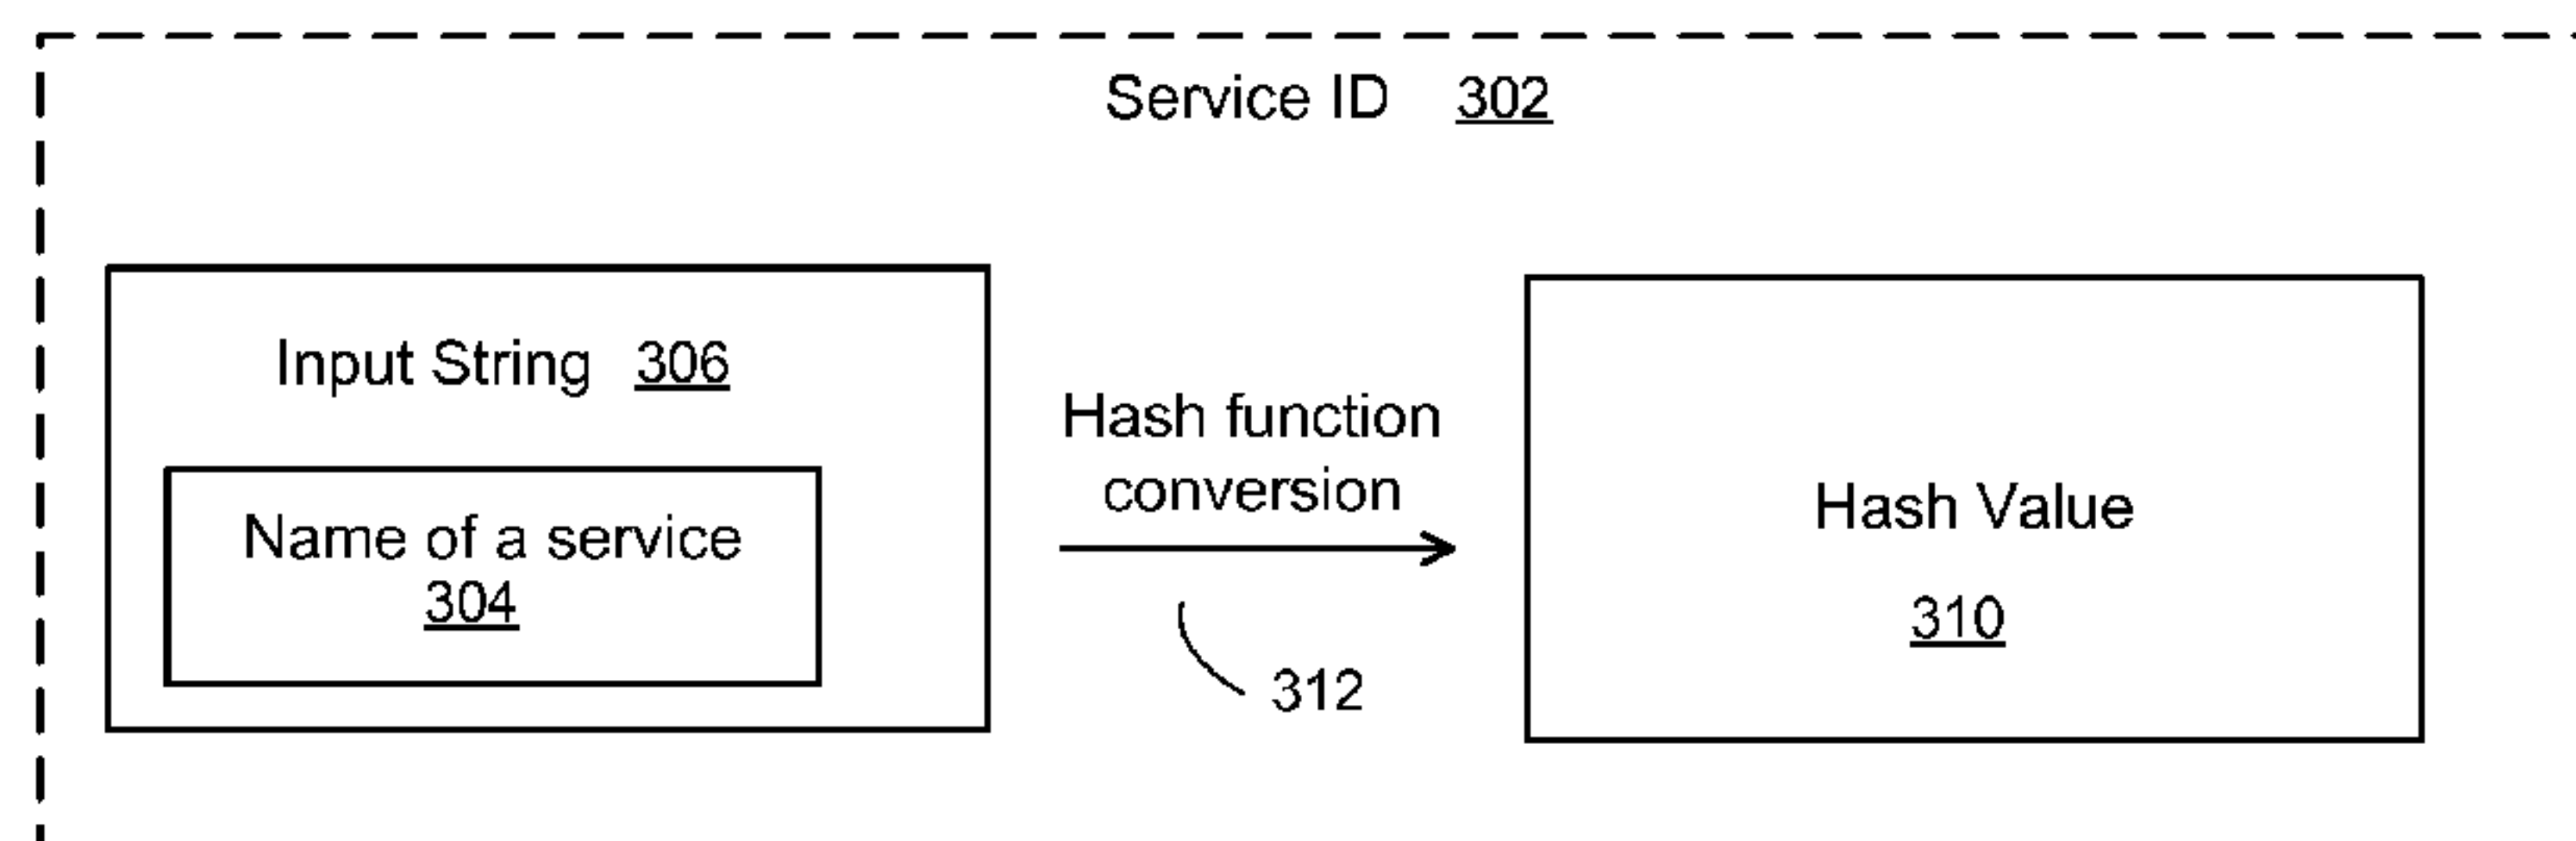 Service ID 302
Input String 306
Name of a service
304
Hash function
conversion
312
Hash Value
310